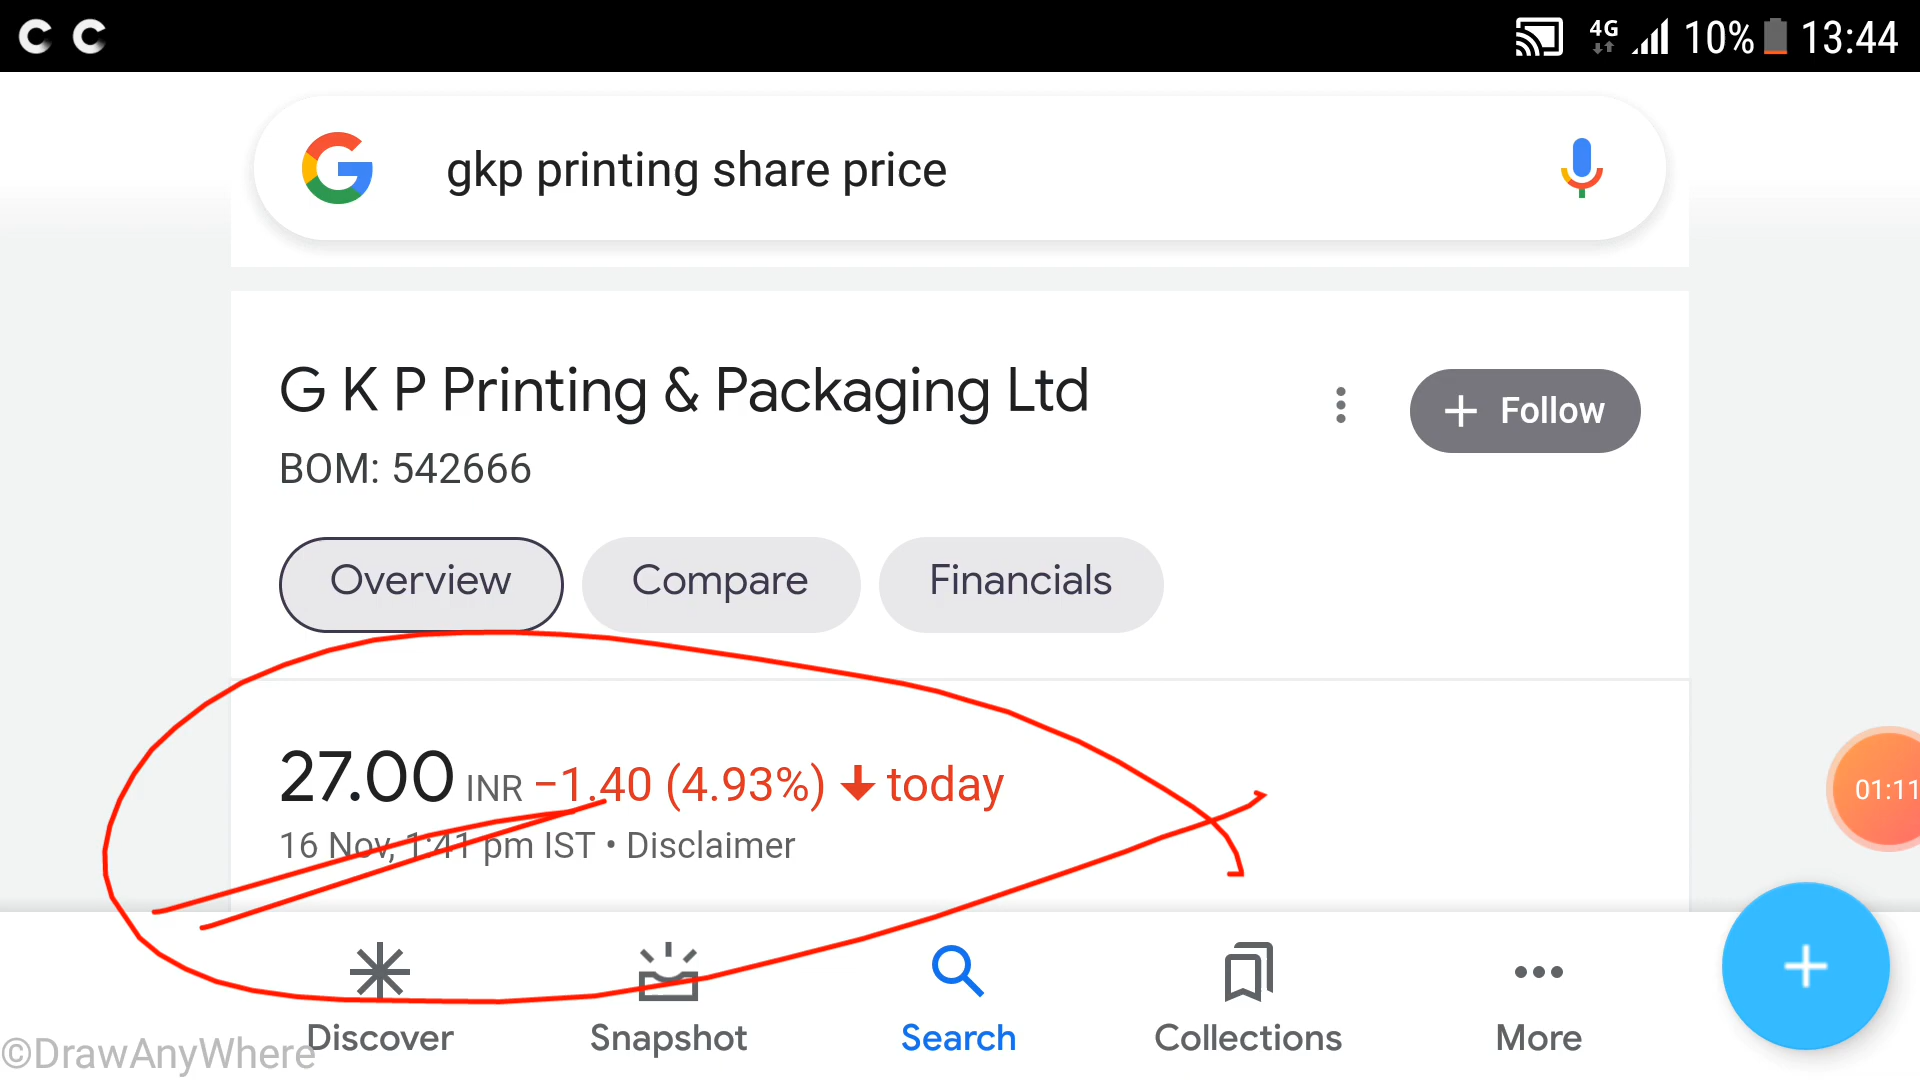 4G 10% 13:44
gkp printing share price
G K P Printing & Packaging Ltd
+ Follow
BOM: 542666
Overview Compare Financials
27.00 INR −1.40 (4.93%) ↓ today
16 Nov, 1:41 pm IST • Disclaimer
01:11
Discover Snapshot Search Collections More
©DrawAnyWhere